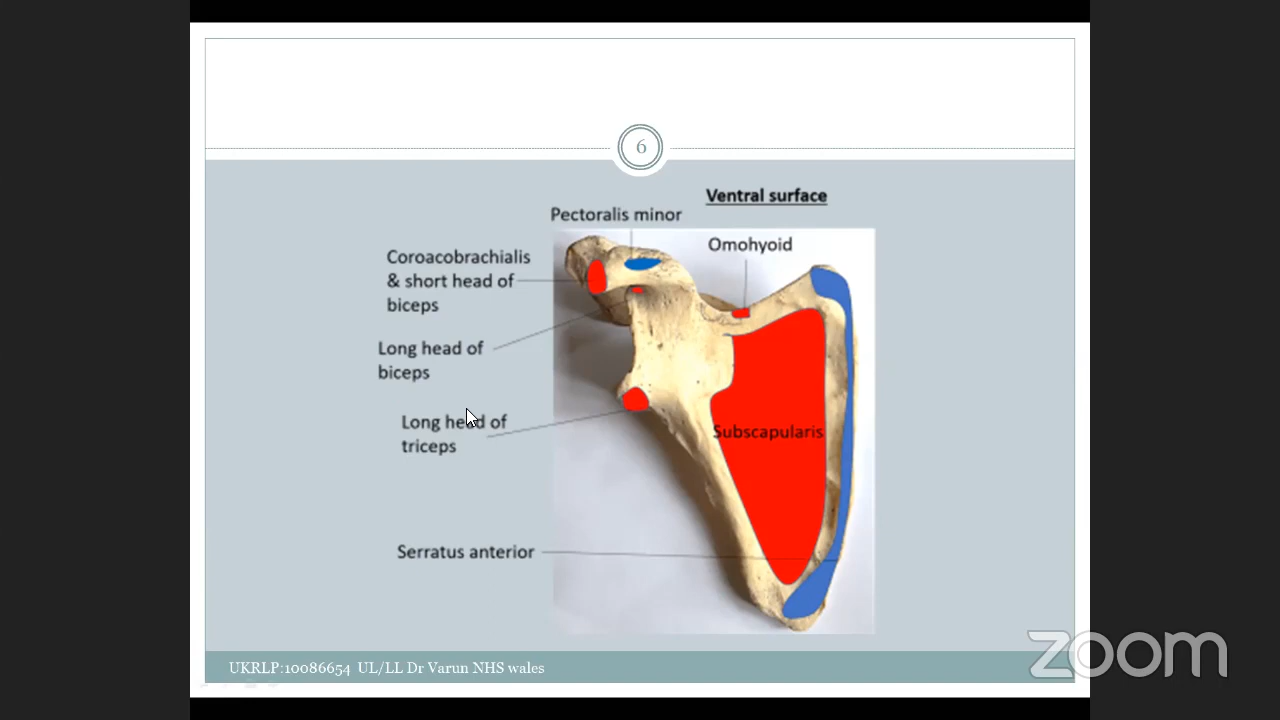 6
Ventral surface
Pectoralis minor
Omohyoid
Coroacobrachialis
& short head of
biceps
Long head of
biceps
Long head of
triceps
Subscapularis
Serratus anterior
UKRLP:10086654 UL/LL Dr Varun NHS wales
zoom